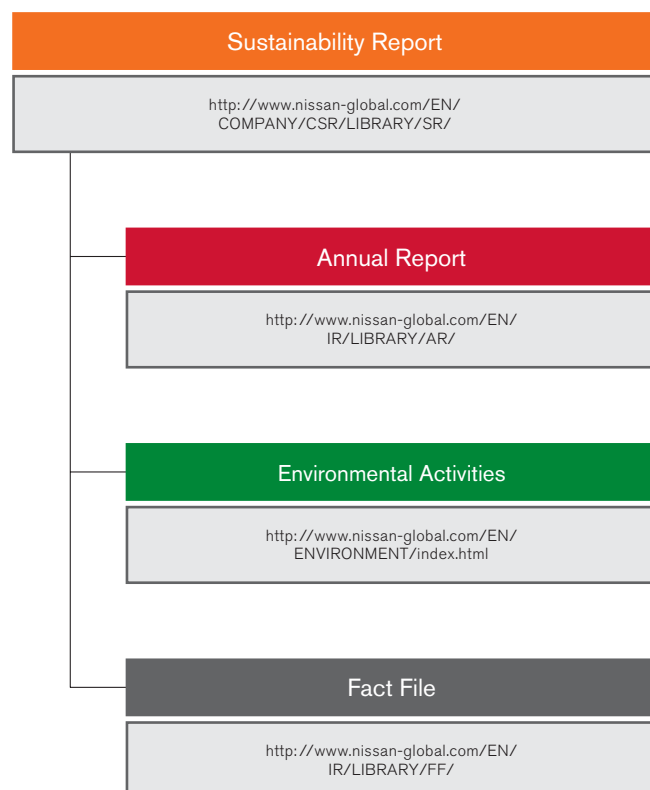 Sustainability Report
http://www.nissan-global.com/EN/
COMPANY/CSR/LIBRARY/SR/
Annual Report
http://www.nissan-global.com/EN/
IR/LIBRARY/AR/
Environmental Activities
http://www.nissan-global.com/EN/
ENVIRONMENT/index.html
Fact File
http://www.nissan-global.com/EN/
IR/LIBRARY/FF/